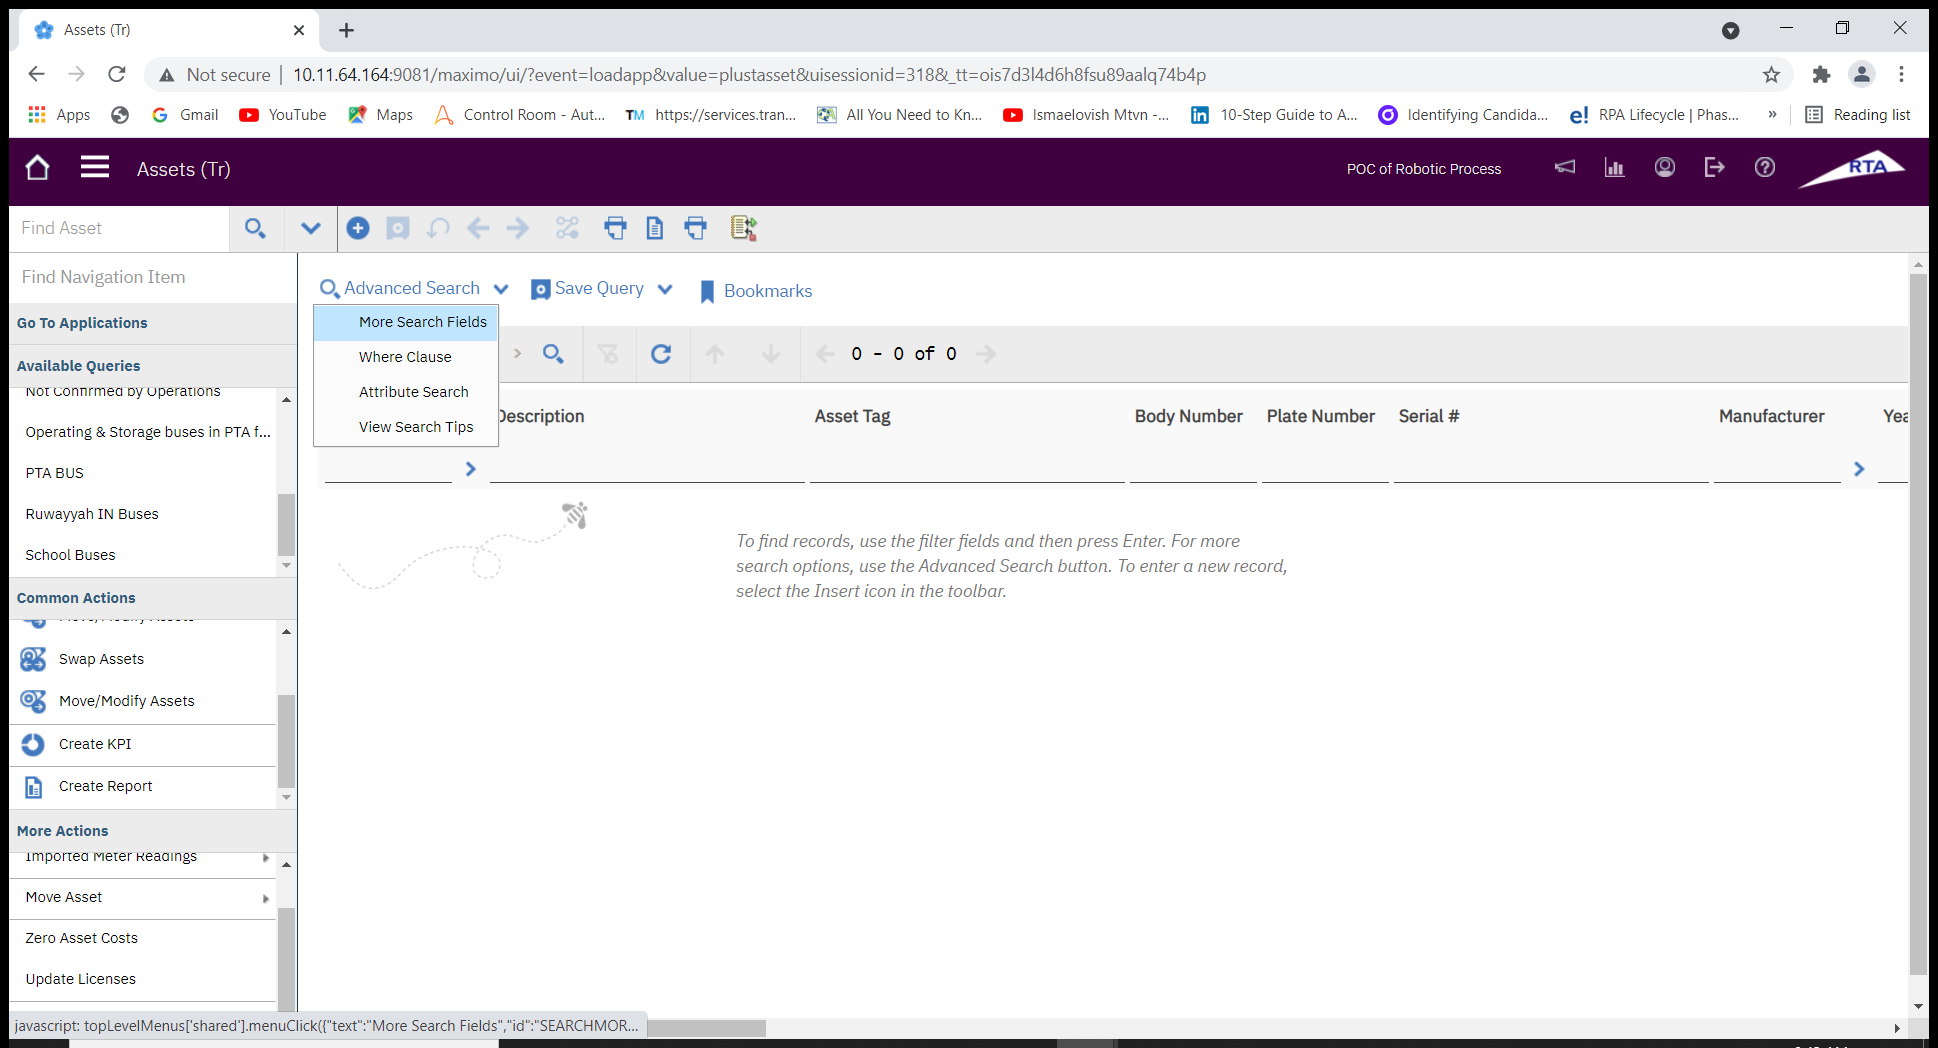 Assets (Tr)
Not secure
10.11.64.164:9081/maximo/ui/?event=loadapp&value=plustasset&uisessionid=318&_tt=ois7d3l4d6h8fsu89aalq74b4p
Apps
Gmail
YouTube
Maps
Control Room - Aut...
TM https://services.tran...
All You Need to Kn...
Ismaelovish Mtvn -...
in 10-Step Guide to A...
Identifying Candida...
e! RPA Lifecycle | Phas...
»
Reading list
Assets (Tr)
POC of Robotic Process
RTA
Find Asset
Find Navigation Item
Go To Applications
Available Queries
Not Confirmed by Operations
Operating & Storage buses in PTA f...
PTA BUS
Ruwayyah IN Buses
School Buses
Common Actions
Move/Modify Assets
Swap Assets
Move/Modify Assets
Create KPI
Create Report
More Actions
Imported Meter Readings
Move Asset
Zero Asset Costs
Update Licenses
Advanced Search
Save Query
Bookmarks
More Search Fields
Where Clause
Attribute Search
View Search Tips
0 - 0 of 0
Description
Asset Tag
Body Number
Plate Number
Serial #
Manufacturer
Yea
To find records, use the filter fields and then press Enter. For more
search options, use the Advanced Search button. To enter a new record,
select the Insert icon in the toolbar.
javascript: topLevelMenus['shared'].menuClick({"text":"More Search Fields","id":"SEARCHMOR...